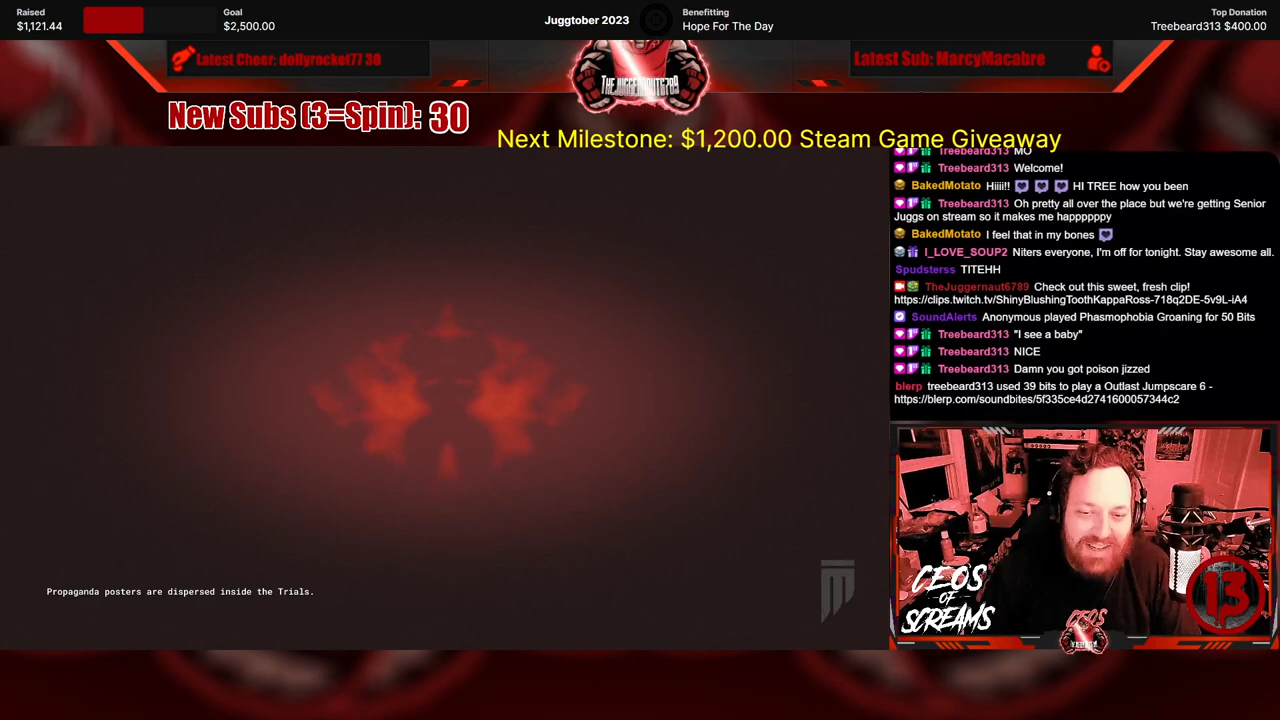 Raised
$1,121.44
Goal
$2,500.00
Juggtober 2023
Benefitting
Hope For The Day
Top Donation
Treebeard313 $400.00
Latest Cheer: dollyrocket77 30
THEJUGGERNAUT6789
Latest Sub: MarcyMacabre
New Subs (3=Spin): 30
Next Milestone: $1,200.00 Steam Game Giveaway
Treebeard313 MO
Treebeard313 Welcome!
BakedMotato Hiiii!! HI TREE how you been
Treebeard313 Oh pretty all over the place but we're getting Senior
Juggs on stream so it makes me happppppy
BakedMotato I feel that in my bones
I_LOVE_SOUP2 Niters everyone, I'm off for tonight. Stay awesome all.
Spudsterss TITEHH
TheJuggernaut6789 Check out this sweet, fresh clip!
https://clips.twitch.tv/ShinyBlushingToothKappaRoss-718q2DE-5v9L-iA4
SoundAlerts Anonymous played Phasmophobia Groaning for 50 Bits
Treebeard313 "I see a baby"
Treebeard313 NICE
Treebeard313 Damn you got poison jizzed
blerp treebeard313 used 39 bits to play a Outlast Jumpscare 6 -
https://blerp.com/soundbites/5f335ce4d2741600057344c2
Propaganda posters are dispersed inside the Trials.
CEOS
OF
SCREAMS
CEOS
13